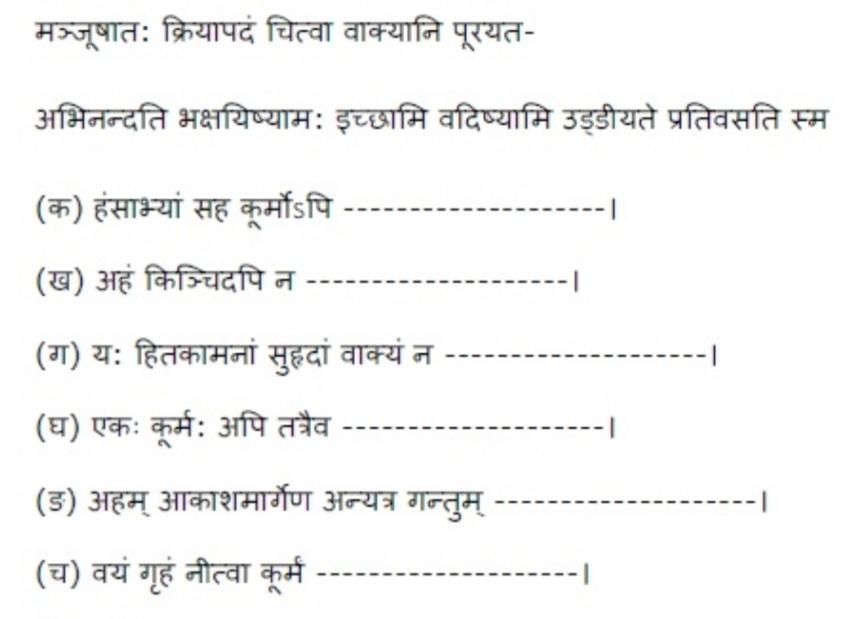 मञ्जूषात: क्रियापदं चित्वा वाक्यानि पूरयत-
अभिनन्दति भक्षयिष्याम: इच्छामि वदिष्यामि उड्डीयते प्रतिवसति स्म
(क) हंसाभ्यां सह कूर्मोऽपि --------------------।
(ख) अहं किञ्चिदपि न --------------------।
(ग) य: हितकामनां सुहृदां वाक्यं न --------------------।
(घ) एकः कूर्म: अपि तत्रैव --------------------।
(ङ) अहम् आकाशमार्गेण अन्यत्र गन्तुम् --------------------।
(च) वयं गृहं नीत्वा कूर्मं --------------------।